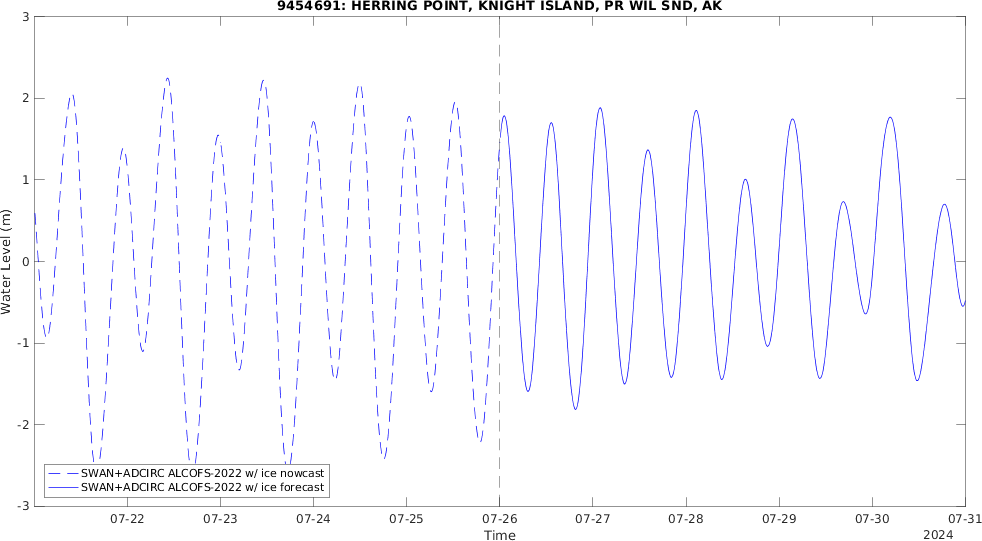 9454691: HERRING POINT, KNIGHT ISLAND, PR WIL SND, AK
3
2
1
0
-1
-2
-3
Water Level (m)
SWAN+ADCIRC ALCOFS-2022 w/ ice nowcast
SWAN+ADCIRC ALCOFS-2022 w/ ice forecast
07-22 07-23 07-24 07-25 07-26 07-27 07-28 07-29 07-30 07-31
Time
2024